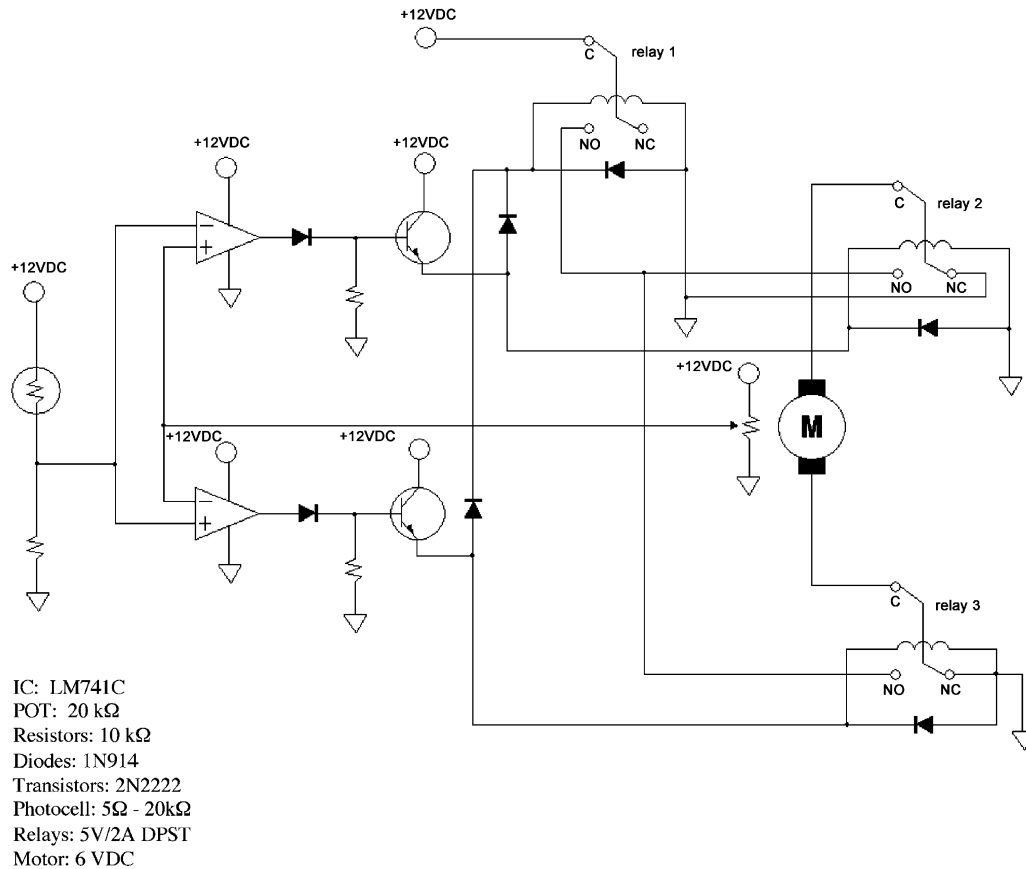 +12VDC
C
relay 1
NO
NC
+12VDC
+12VDC
C
relay 2
−
+
+12VDC
NO
NC
+12VDC
M
+12VDC
+12VDC
−
+
C
relay 3
NO
NC
IC: LM741C
POT: 20 kΩ
Resistors: 10 kΩ
Diodes: 1N914
Transistors: 2N2222
Photocell: 5Ω - 20kΩ
Relays: 5V/2A DPST
Motor: 6 VDC